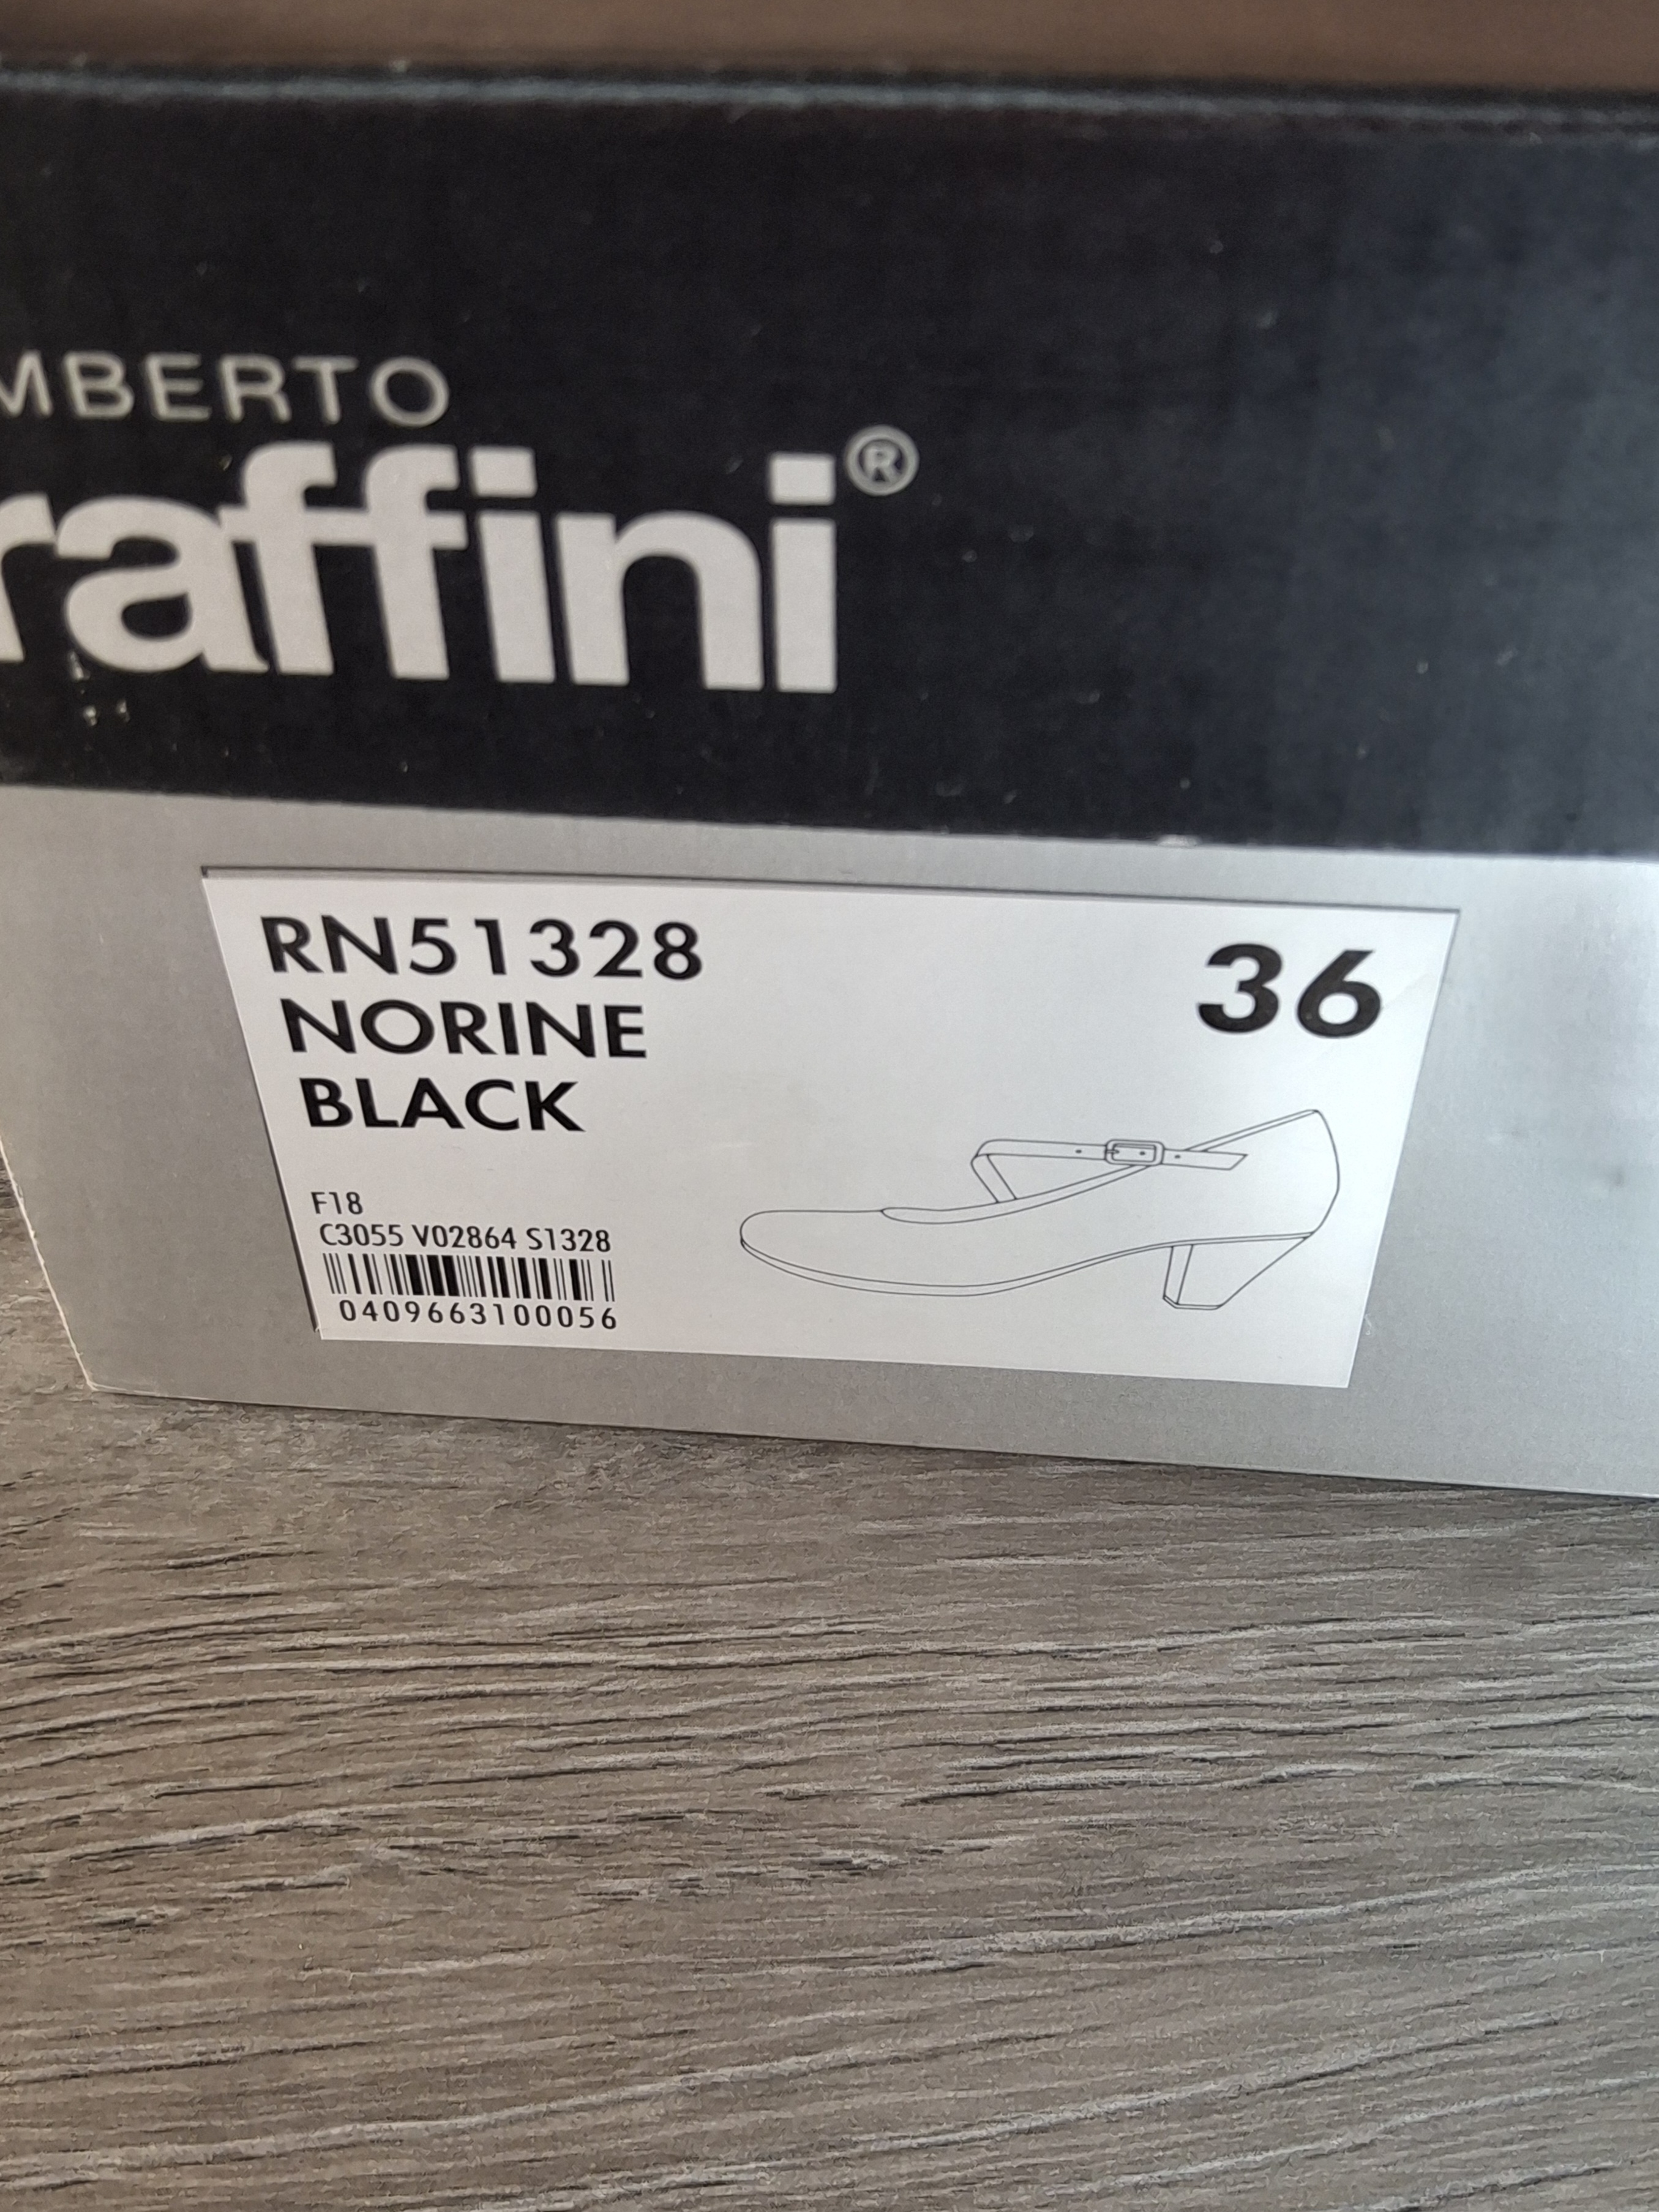 MBERTO
raffini®
RN51328
36
NORINE
BLACK
F18
C3055 V02864 S1328
0409663100056